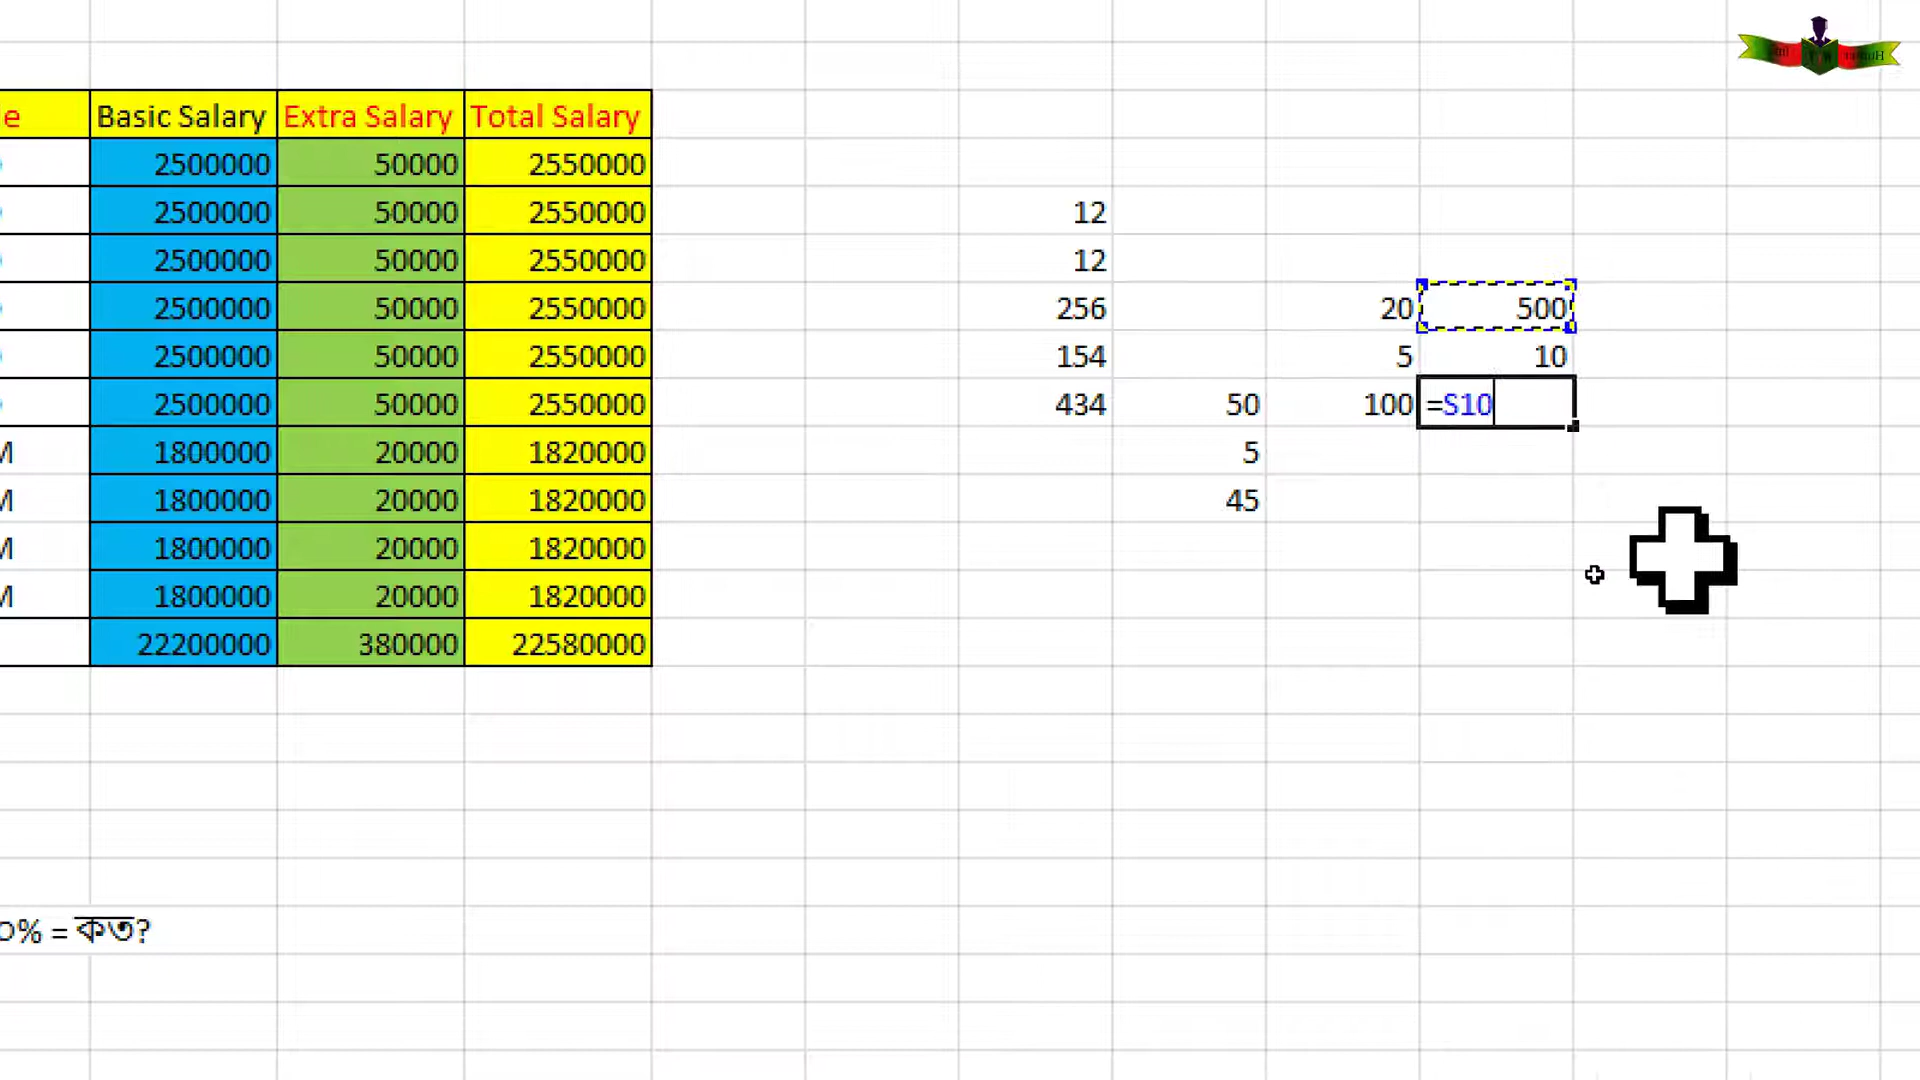 e Basic Salary Extra Salary Total Salary
2500000 50000 2550000
2500000 50000 2550000 12
2500000 50000 2550000 12
2500000 50000 2550000 256 20 500
2500000 50000 2550000 154 5 10
2500000 50000 2550000 434 50 100 =S10
M 1800000 20000 1820000 5
M 1800000 20000 1820000 45
M 1800000 20000 1820000
M 1800000 20000 1820000
22200000 380000 22580000
0% = কত?